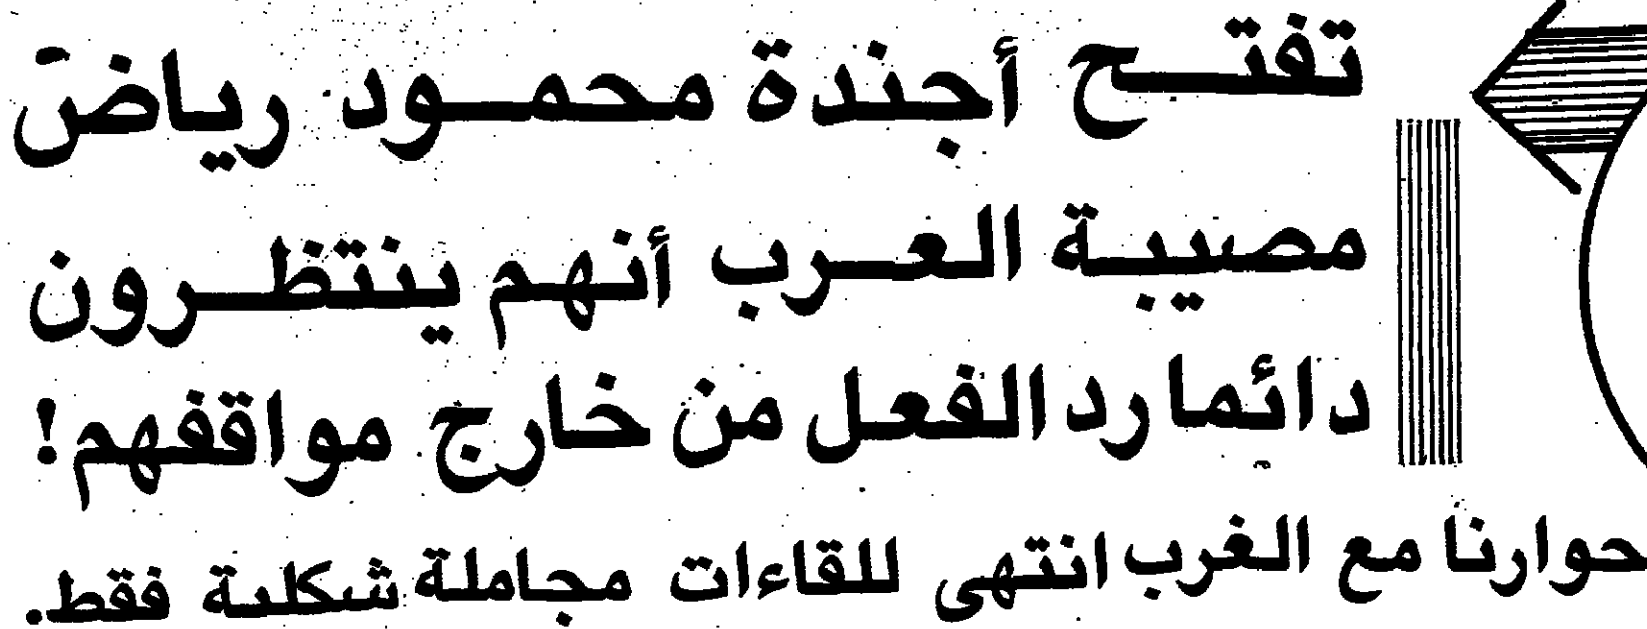 تفتح أجندة محمود رياض
مصيبة العرب أنهم ينتظرون
دائما رد الفعل من خارج مواقفهم!
حوارنا مع الغرب انتهى للقاءات مجاملة شكلية فقط.